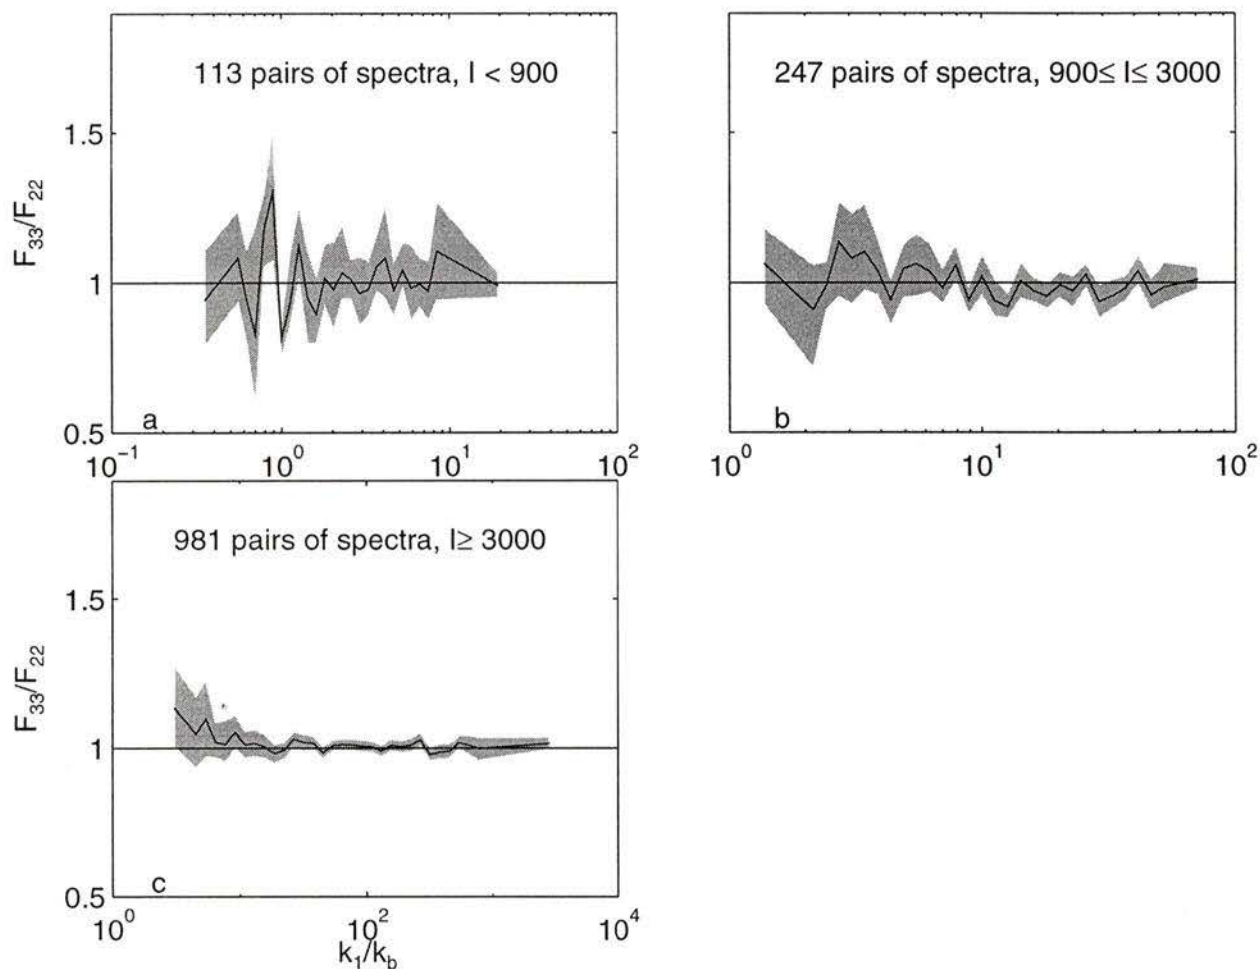 113 pairs of spectra, I < 900
1.5
1
0.5
F33/F22
a
10⁻¹ 10⁰ 10¹ 10²
247 pairs of spectra, 900≤ I≤ 3000
b
10⁰ 10¹ 10²
981 pairs of spectra, I≥ 3000
1.5
1
0.5
F33/F22
c
10⁰ 10² 10⁴
k1/kb